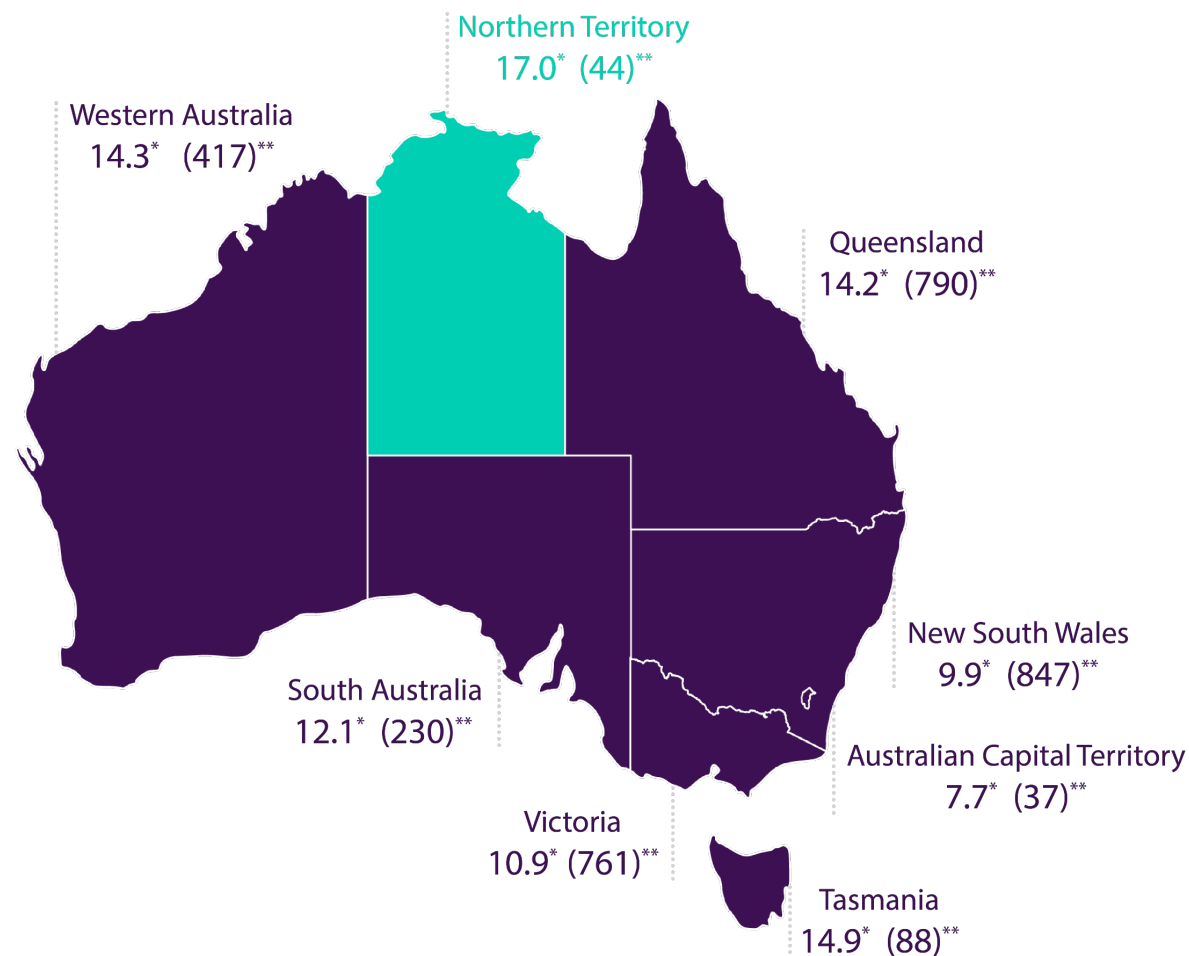 Northern Territory
17.0* (44)**
Western Australia
14.3* (417)**
Queensland
14.2* (790)**
New South Wales
9.9* (847)**
South Australia
12.1* (230)**
Australian Capital Territory
7.7* (37)**
Victoria
10.9* (761)**
Tasmania
14.9* (88)**